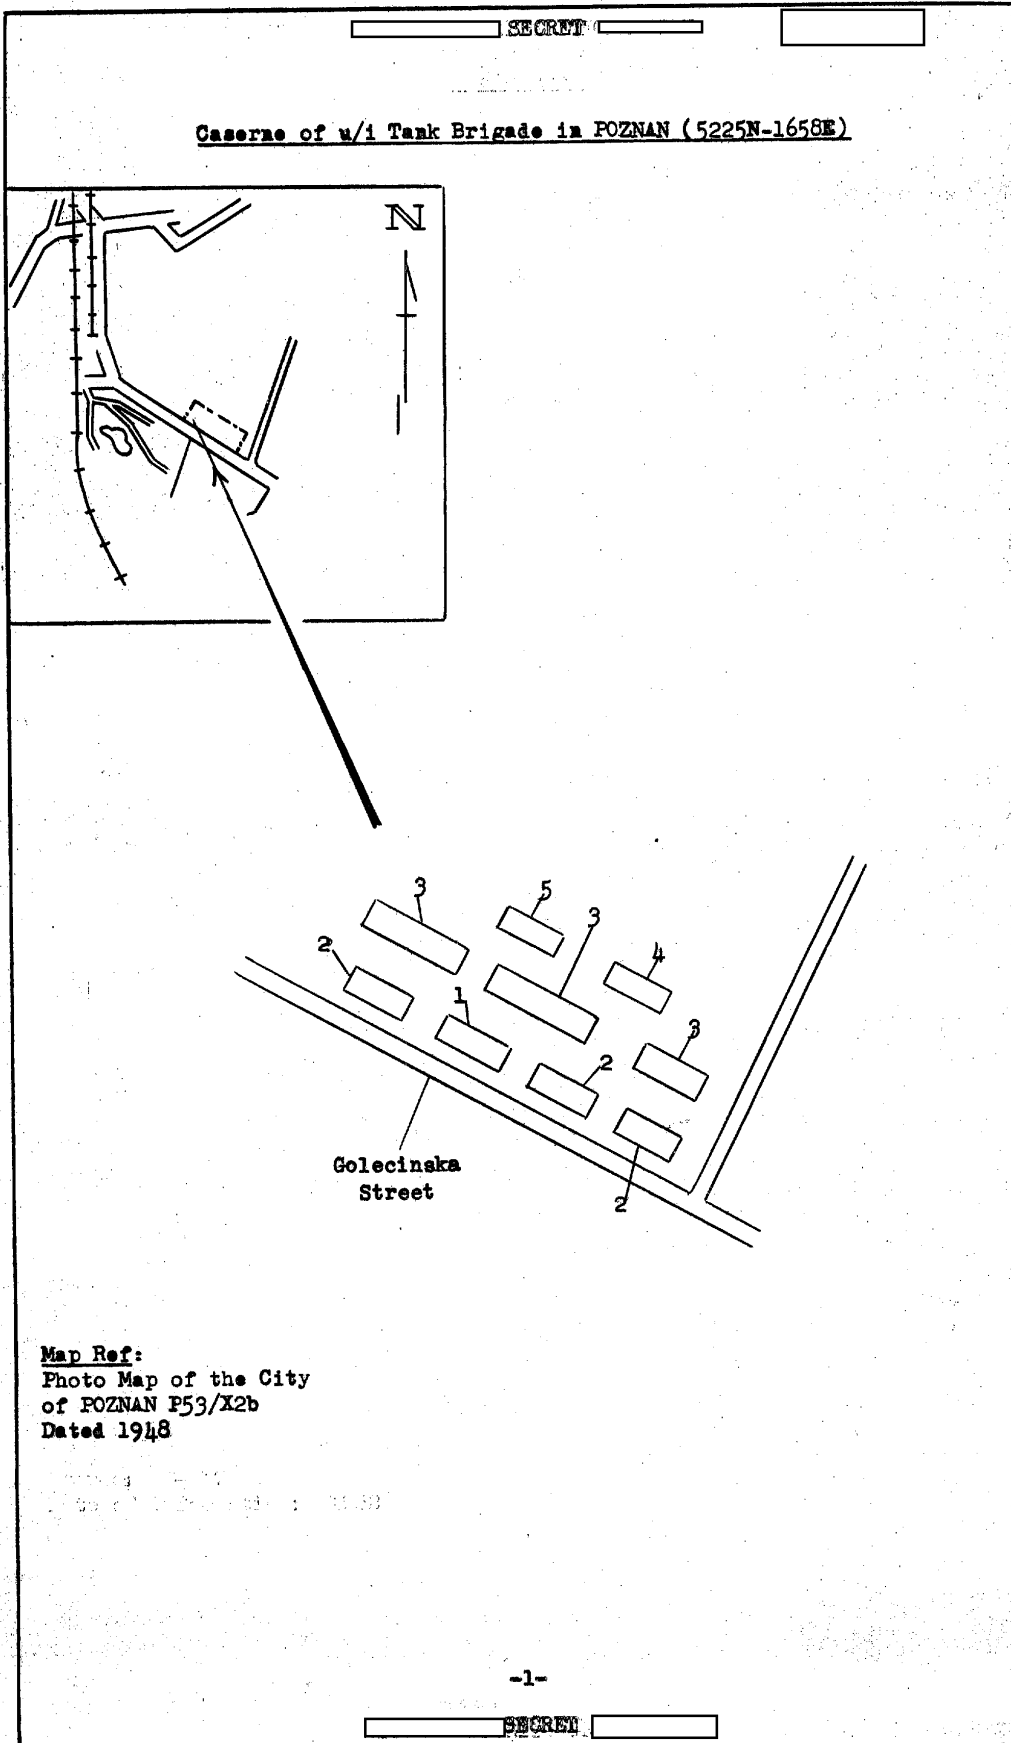 SECRET
Caserne of u/i Tank Brigade in POZNAN (5225N-1658E)
N
3
5
3
2
4
1
3
2
Golecinska
Street
2
Map Ref:
Photo Map of the City
of POZNAN P53/X2b
Dated 1948
-1-
SECRET